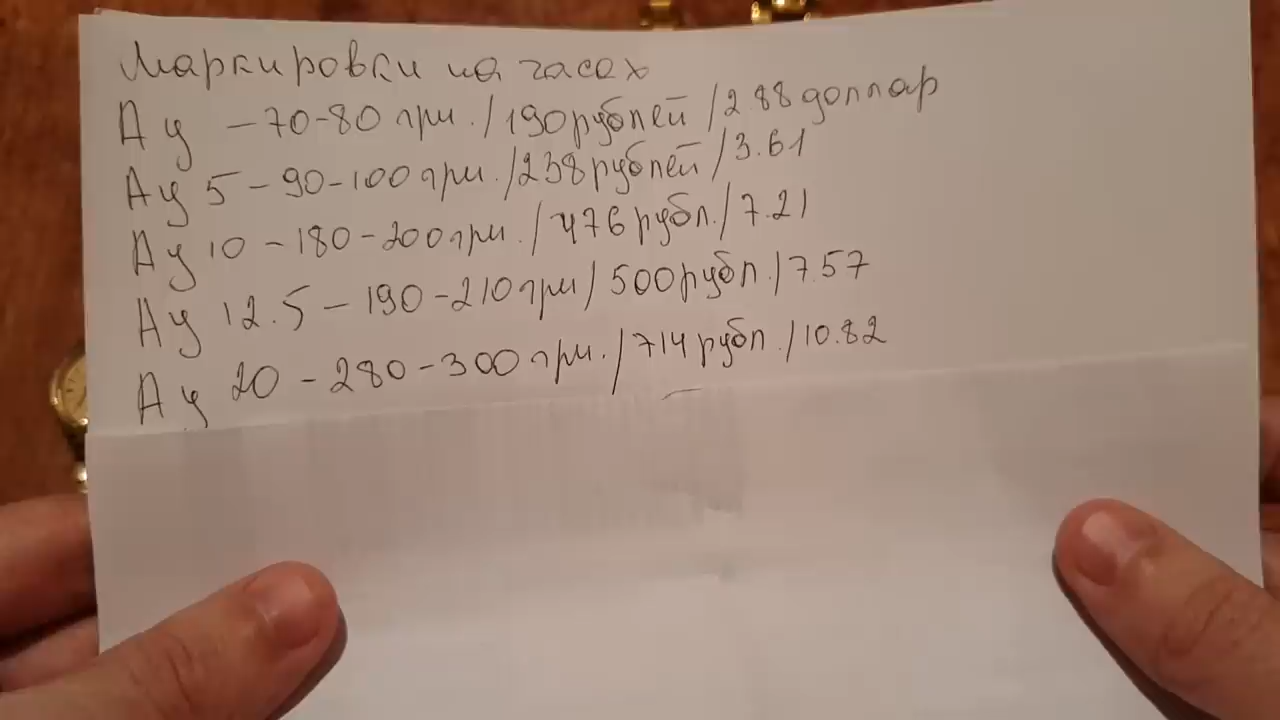 Маркировки на часах
Ау – 70-80 грн. / 190 рублей / 2.88 доллар
Ау 5 – 90-100 грн. / 238 рублей / 3.61
Ау 10 – 180-200 грн. / 476 рубл. / 7.21
Ау 12.5 – 190-210 грн / 500 рубл. / 7.57
Ау 20 – 280-300 грн. / 714 рубл. / 10.82